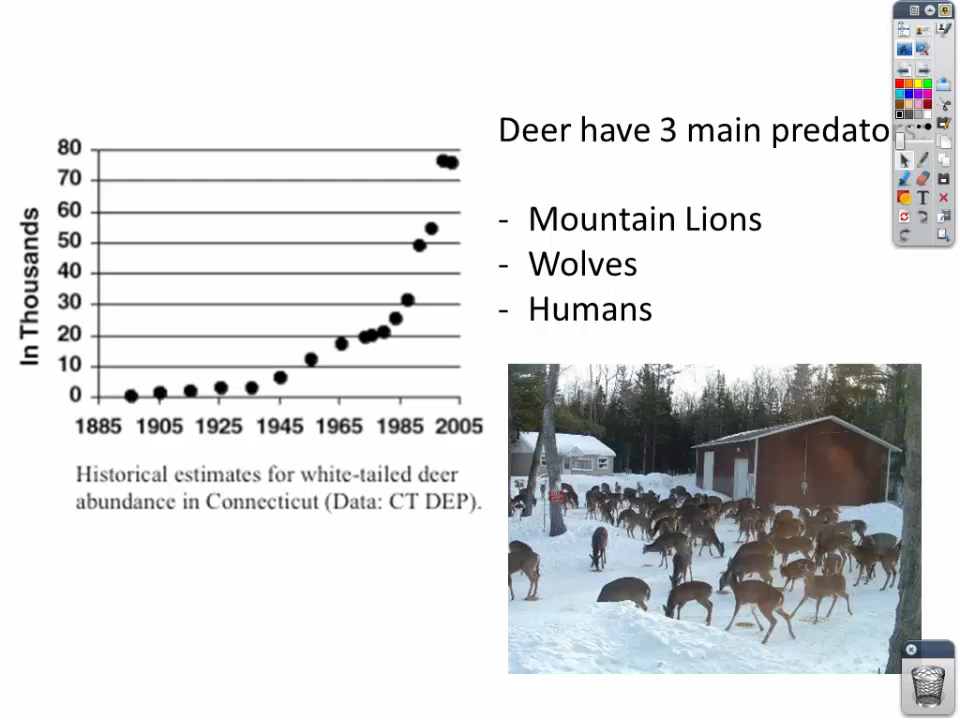 Deer have 3 main predato
- Mountain Lions
- Wolves
- Humans
In Thousands
80
70
60
50
40
30
20
10
0
1885 1905 1925 1945 1965 1985 2005
Historical estimates for white-tailed deer
abundance in Connecticut (Data: CT DEP).
T